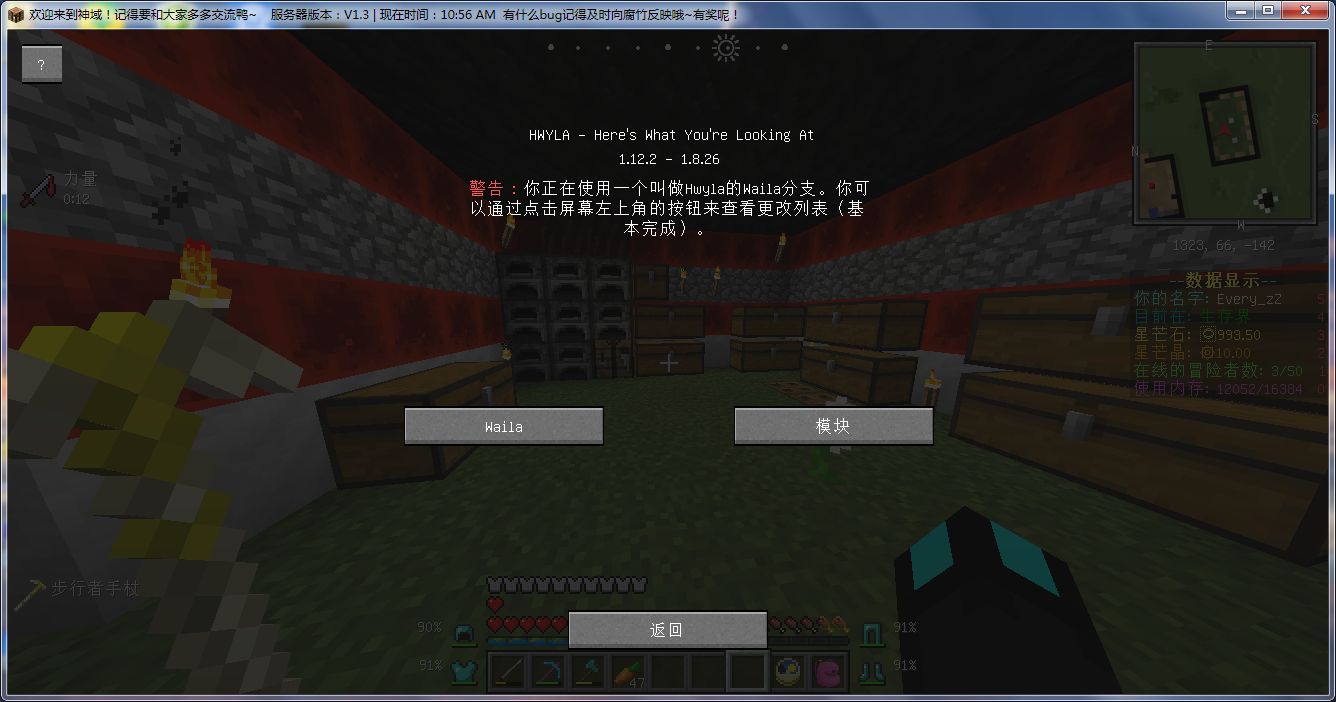 欢迎来到神域！记得要和大家多多交流鸭~ 服务器版本：V1.3 | 现在时间：10:56 AM 有什么bug记得及时向腐竹反映哦~有奖呢！
?
E
S
N
W
HWYLA - Here's What You're Looking At
1.12.2 - 1.8.26
警告：你正在使用一个叫做Hwyla的Waila分支。你可
以通过点击屏幕左上角的按钮来查看更改列表（基
本完成）。
力量
0:12
1323, 66, -142
--数据显示--
你的名字: Every_zZ 5
目前在: 生存界 4
星芒石: 993.50 3
星芒晶: 10.00 2
在线的冒险者数: 3/50 1
使用内存: 12052/16384 0
Waila
模块
步行者手杖
返回
90%
91%
91%
91%
47